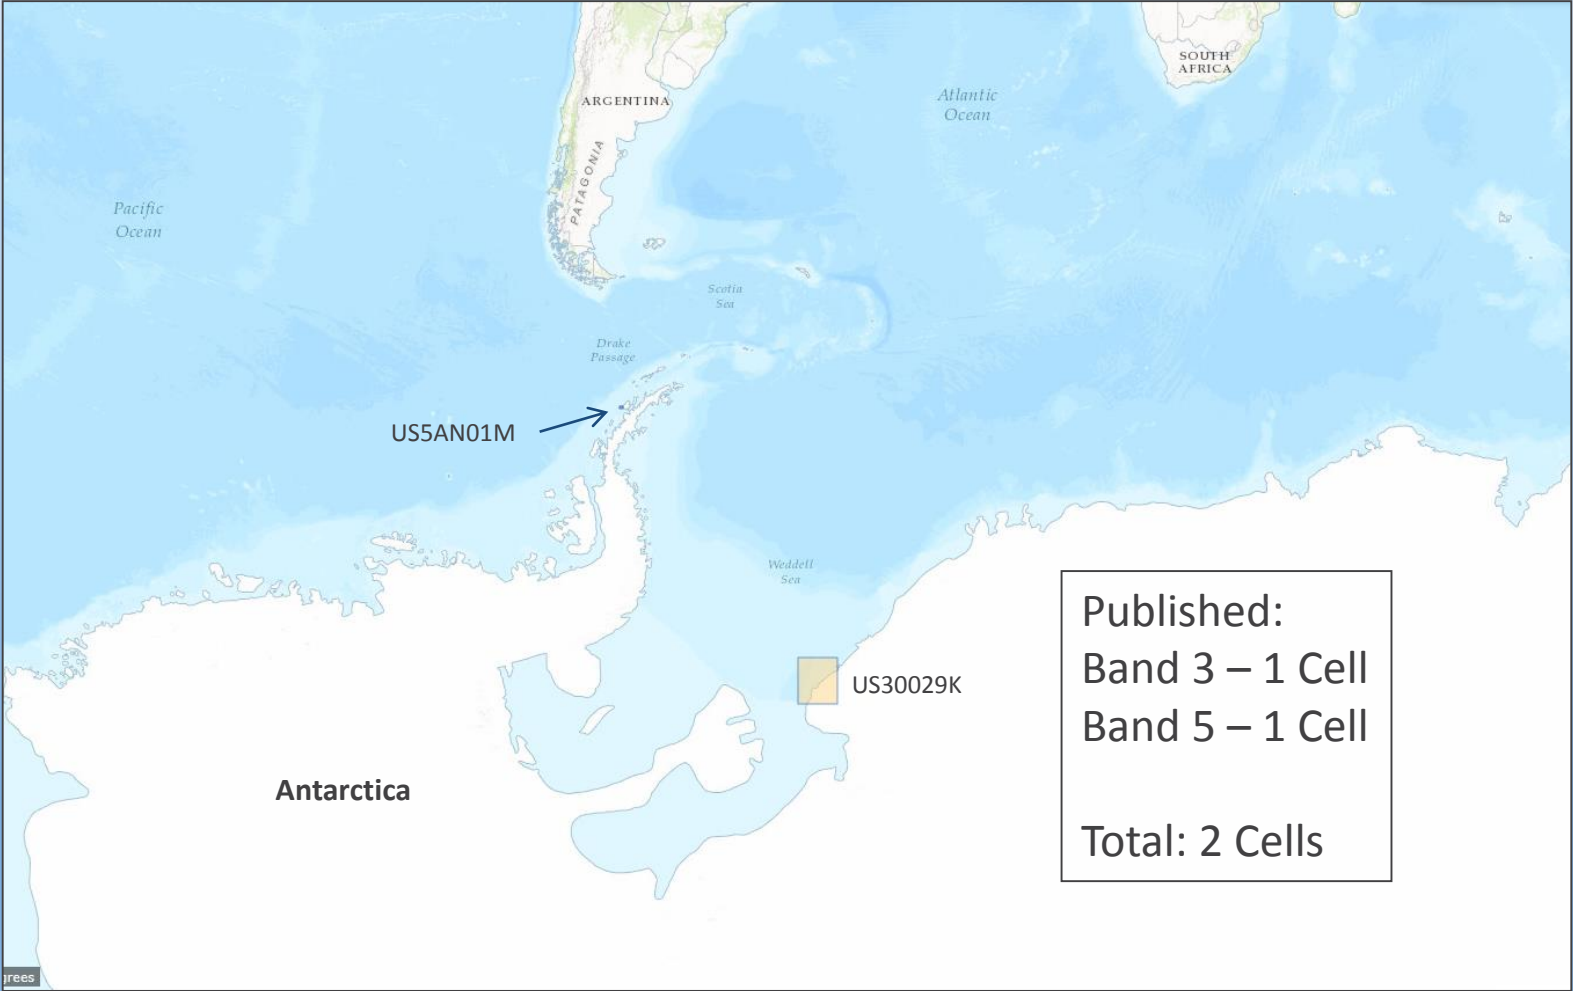 SOUTH
AFRICA
ARGENTINA
Atlantic
Ocean
PATAGONIA
Pacific
Ocean
Scotia
Sea
Drake
Passage
US5AN01M
Weddell
Sea
US30029K
Antarctica
Published:
Band 3 – 1 Cell
Band 5 – 1 Cell
Total: 2 Cells